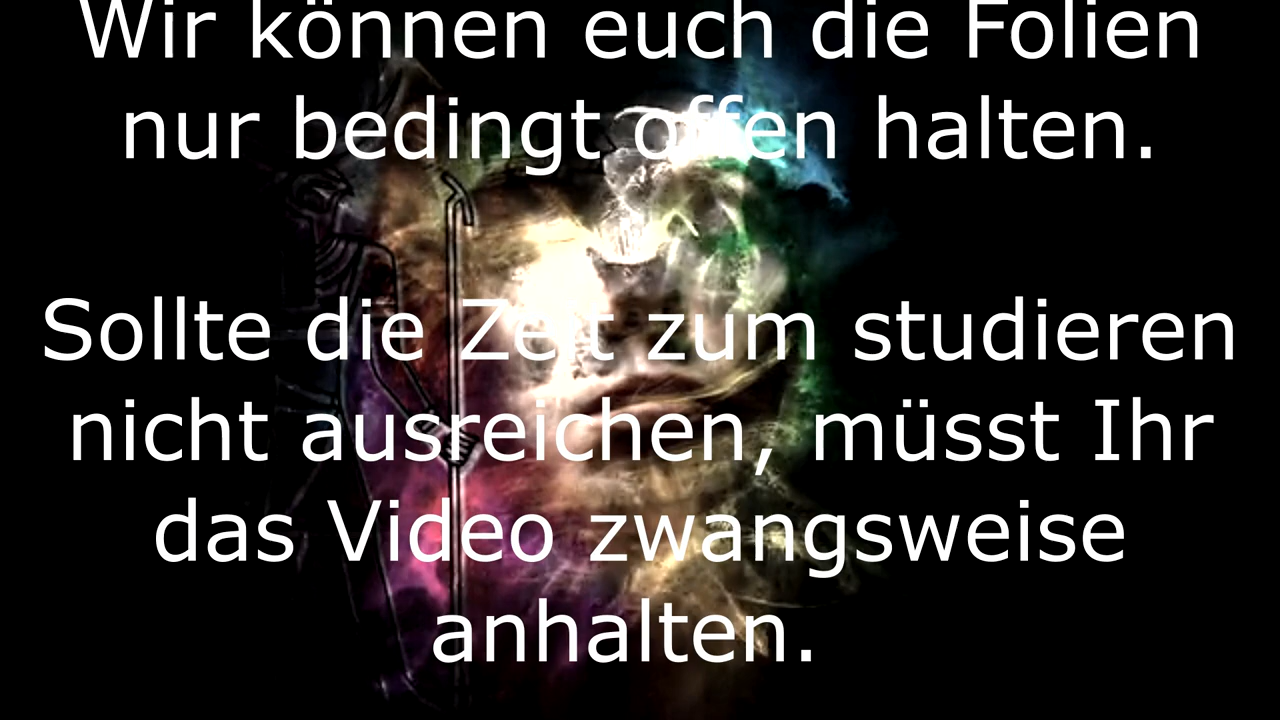 Wir können euch die Folien
nur bedingt offen halten.
Sollte die Zeit zum studieren
nicht ausreichen, müsst Ihr
das Video zwangsweise
anhalten.